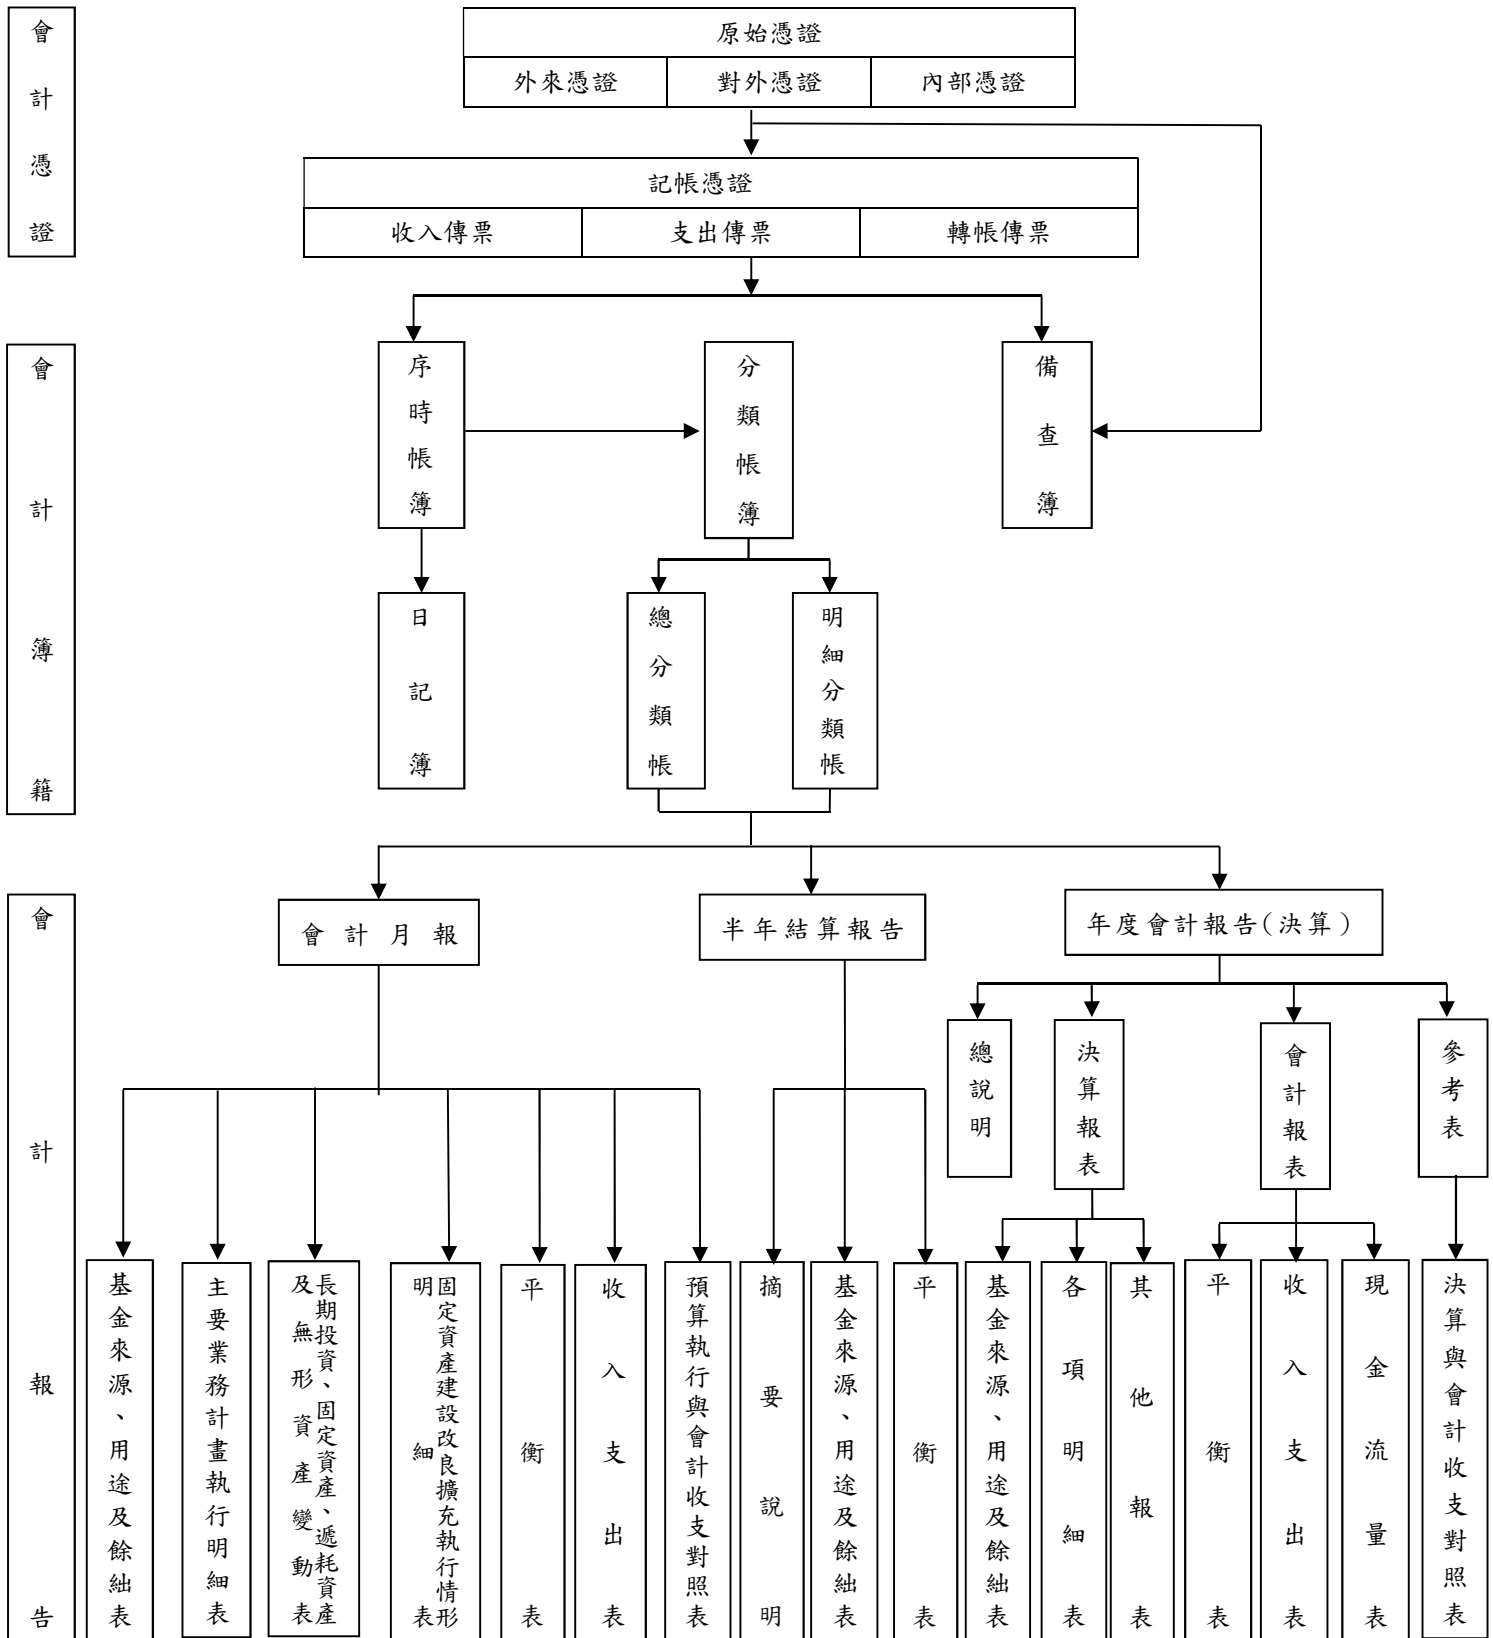 會計憑證
原始憑證
外來憑證
對外憑證
內部憑證
記帳憑證
收入傳票
支出傳票
轉帳傳票
會計簿籍
序時帳簿
分類帳簿
備查簿
日記簿
總分類帳
明細分類帳
會計報告
會計月報
半年結算報告
年度會計報告(決算)
總說明
決算報表
會計報表
參考表
基金來源、用途及餘絀表
主要業務計畫執行明細表
長期投資、固定資產、遞耗資產
及無形資產變動表
固定資產建設改良擴充執行情形
明細表
平衡表
收入支出表
預算執行與會計收支對照表
摘要說明
基金來源、用途及餘絀表
平衡表
基金來源、用途及餘絀表
各項明細表
其他報表
平衡表
收入支出表
現金流量表
決算與會計收支對照表